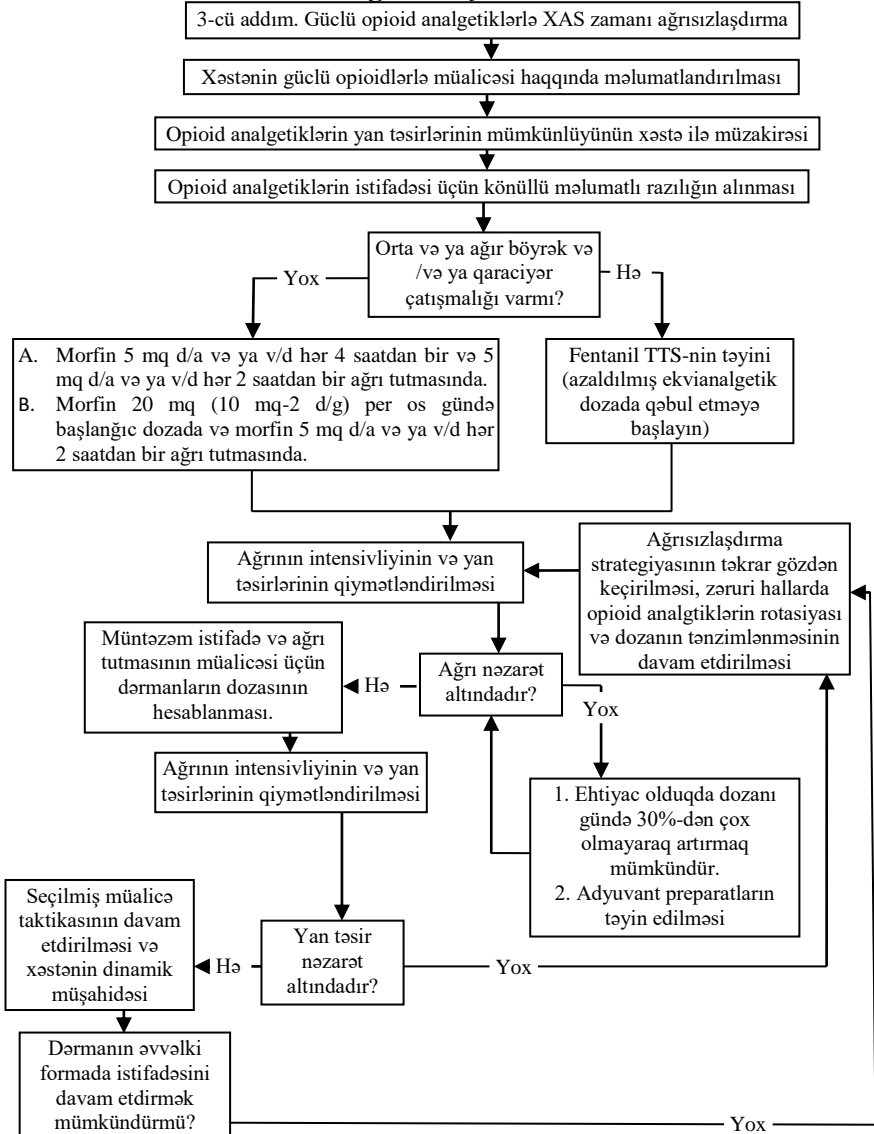 3-cü addım. Güclü opioid analgetiklərlə XAS zamanı ağrısızlaşdırma
Xəstənin güclü opioidlərlə müalicəsi haqqında məlumatlandırılması
Opioid analgetiklərin yan təsirlərinin mümkünlüyünün xəstə ilə müzakirəsi
Opioid analgetiklərin istifadəsi üçün könüllü məlumatlı razılığın alınması
Orta və ya ağır böyrək və
/və ya qaraciyər
çatışmalığı varmı?
Yox
Hə
A. Morfin 5 mq d/a və ya v/d hər 4 saatdan bir və 5
mq d/a və ya v/d hər 2 saatdan bir ağrı tutmasında.
B. Morfin 20 mq (10 mq-2 d/g) per os gündə
başlanğıc dozada və morfin 5 mq d/a və ya v/d hər
2 saatdan bir ağrı tutmasında.
Fentanil TTS-nin təyini
(azaldılmış ekvianalgetik
dozada qəbul etməyə
başlayın)
Ağrının intensivliyinin və yan
təsirlərinin qiymətləndirilməsi
Ağrısızlaşdırma
strategiyasının təkrar gözdən
keçirilməsi, zəruri hallarda
opioid analgtiklərin rotasiyası
və dozanın tənzimlənməsinin
davam etdirilməsi
Müntəzəm istifadə və ağrı
tutmasının müalicəsi üçün
dərmanların dozasının
hesablanması.
Hə
Ağrı nəzarət
altındadır?
Yox
Ağrının intensivliyinin və yan
təsirlərinin qiymətləndirilməsi
1. Ehtiyac olduqda dozanı
gündə 30%-dən çox
olmayaraq artırmaq
mümkündür.
2. Adyuvant preparatların
təyin edilməsi
Seçilmiş müalicə
taktikasının davam
etdirilməsi və
xəstənin dinamik
müşahidəsi
Hə
Yan təsir
nəzarət
altındadır?
Yox
Dərmanın əvvəlki
formada istifadəsini
davam etdirmək
mümkündürmü?
Yox